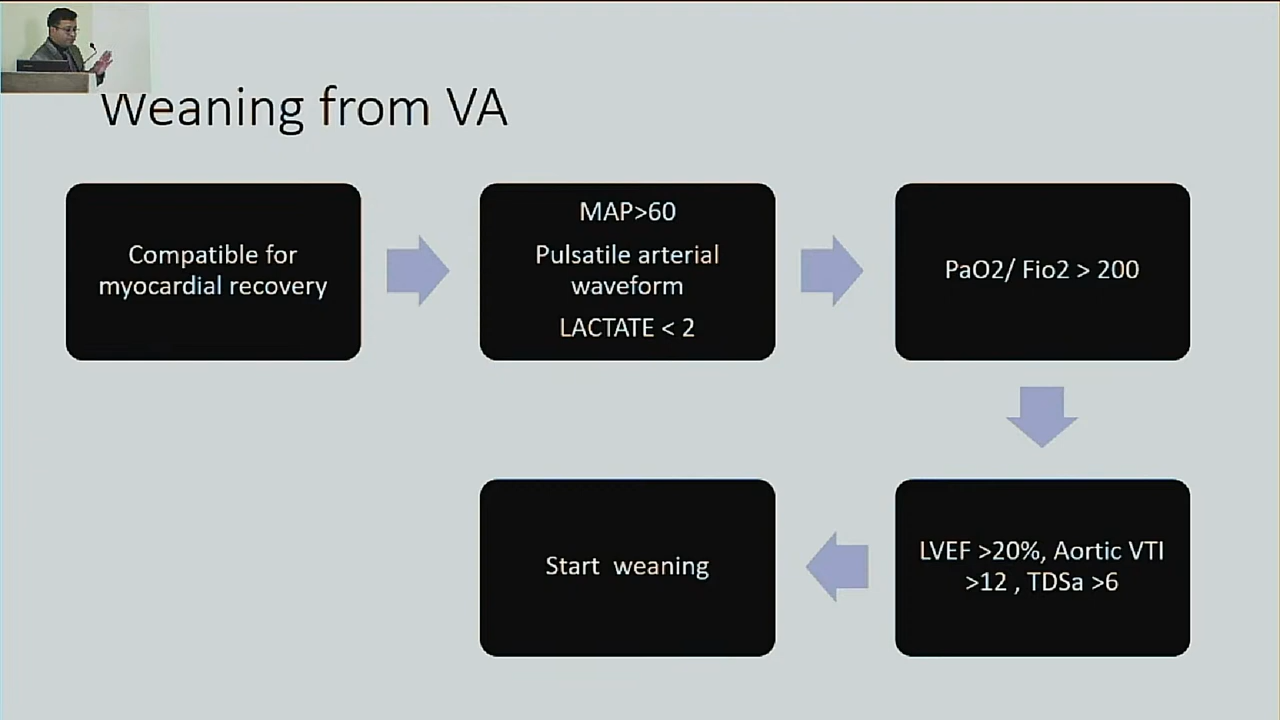 Weaning from VA
Compatible for
myocardial recovery
MAP>60
Pulsatile arterial
waveform
LACTATE < 2
PaO2/ Fio2 > 200
LVEF >20%, Aortic VTI
>12 , TDSa >6
Start  weaning